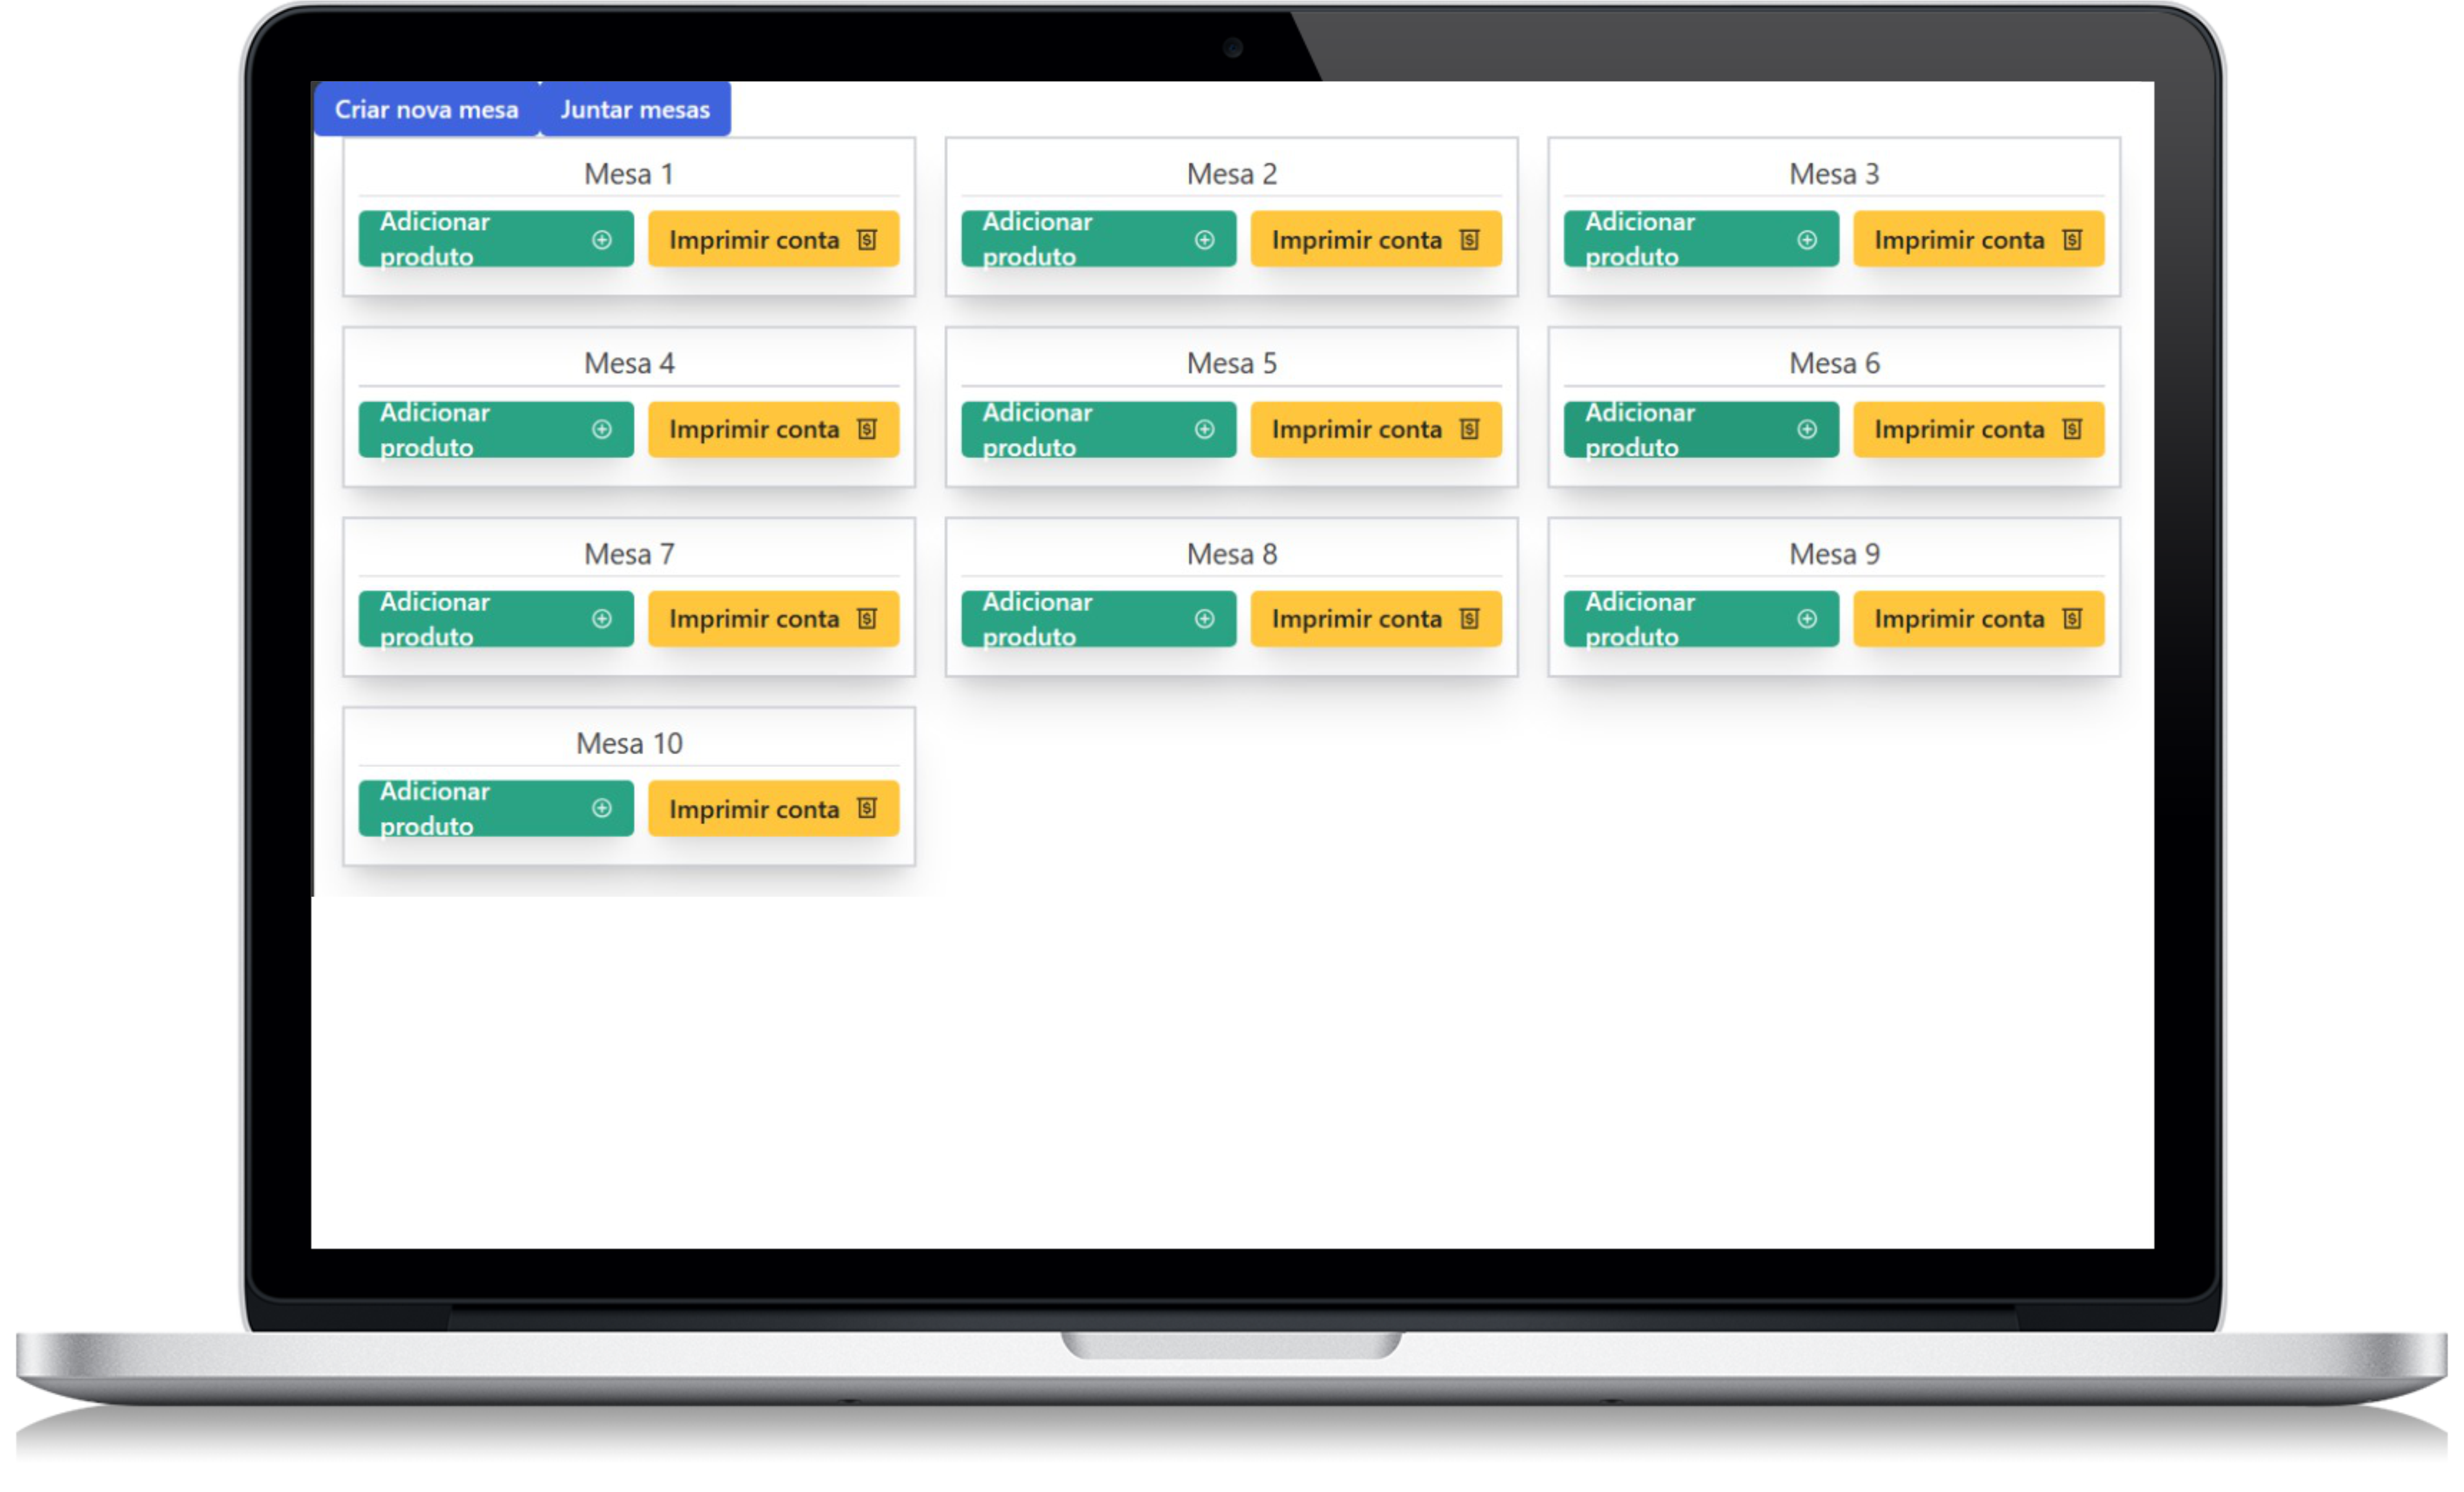 Criar nova mesa Juntar mesas
Mesa 1 Mesa 2 Mesa 3
Adicionar produto Imprimir conta Adicionar produto Imprimir conta Adicionar produto Imprimir conta
Mesa 4 Mesa 5 Mesa 6
Adicionar produto Imprimir conta Adicionar produto Imprimir conta Adicionar produto Imprimir conta
Mesa 7 Mesa 8 Mesa 9
Adicionar produto Imprimir conta Adicionar produto Imprimir conta Adicionar produto Imprimir conta
Mesa 10
Adicionar produto Imprimir conta